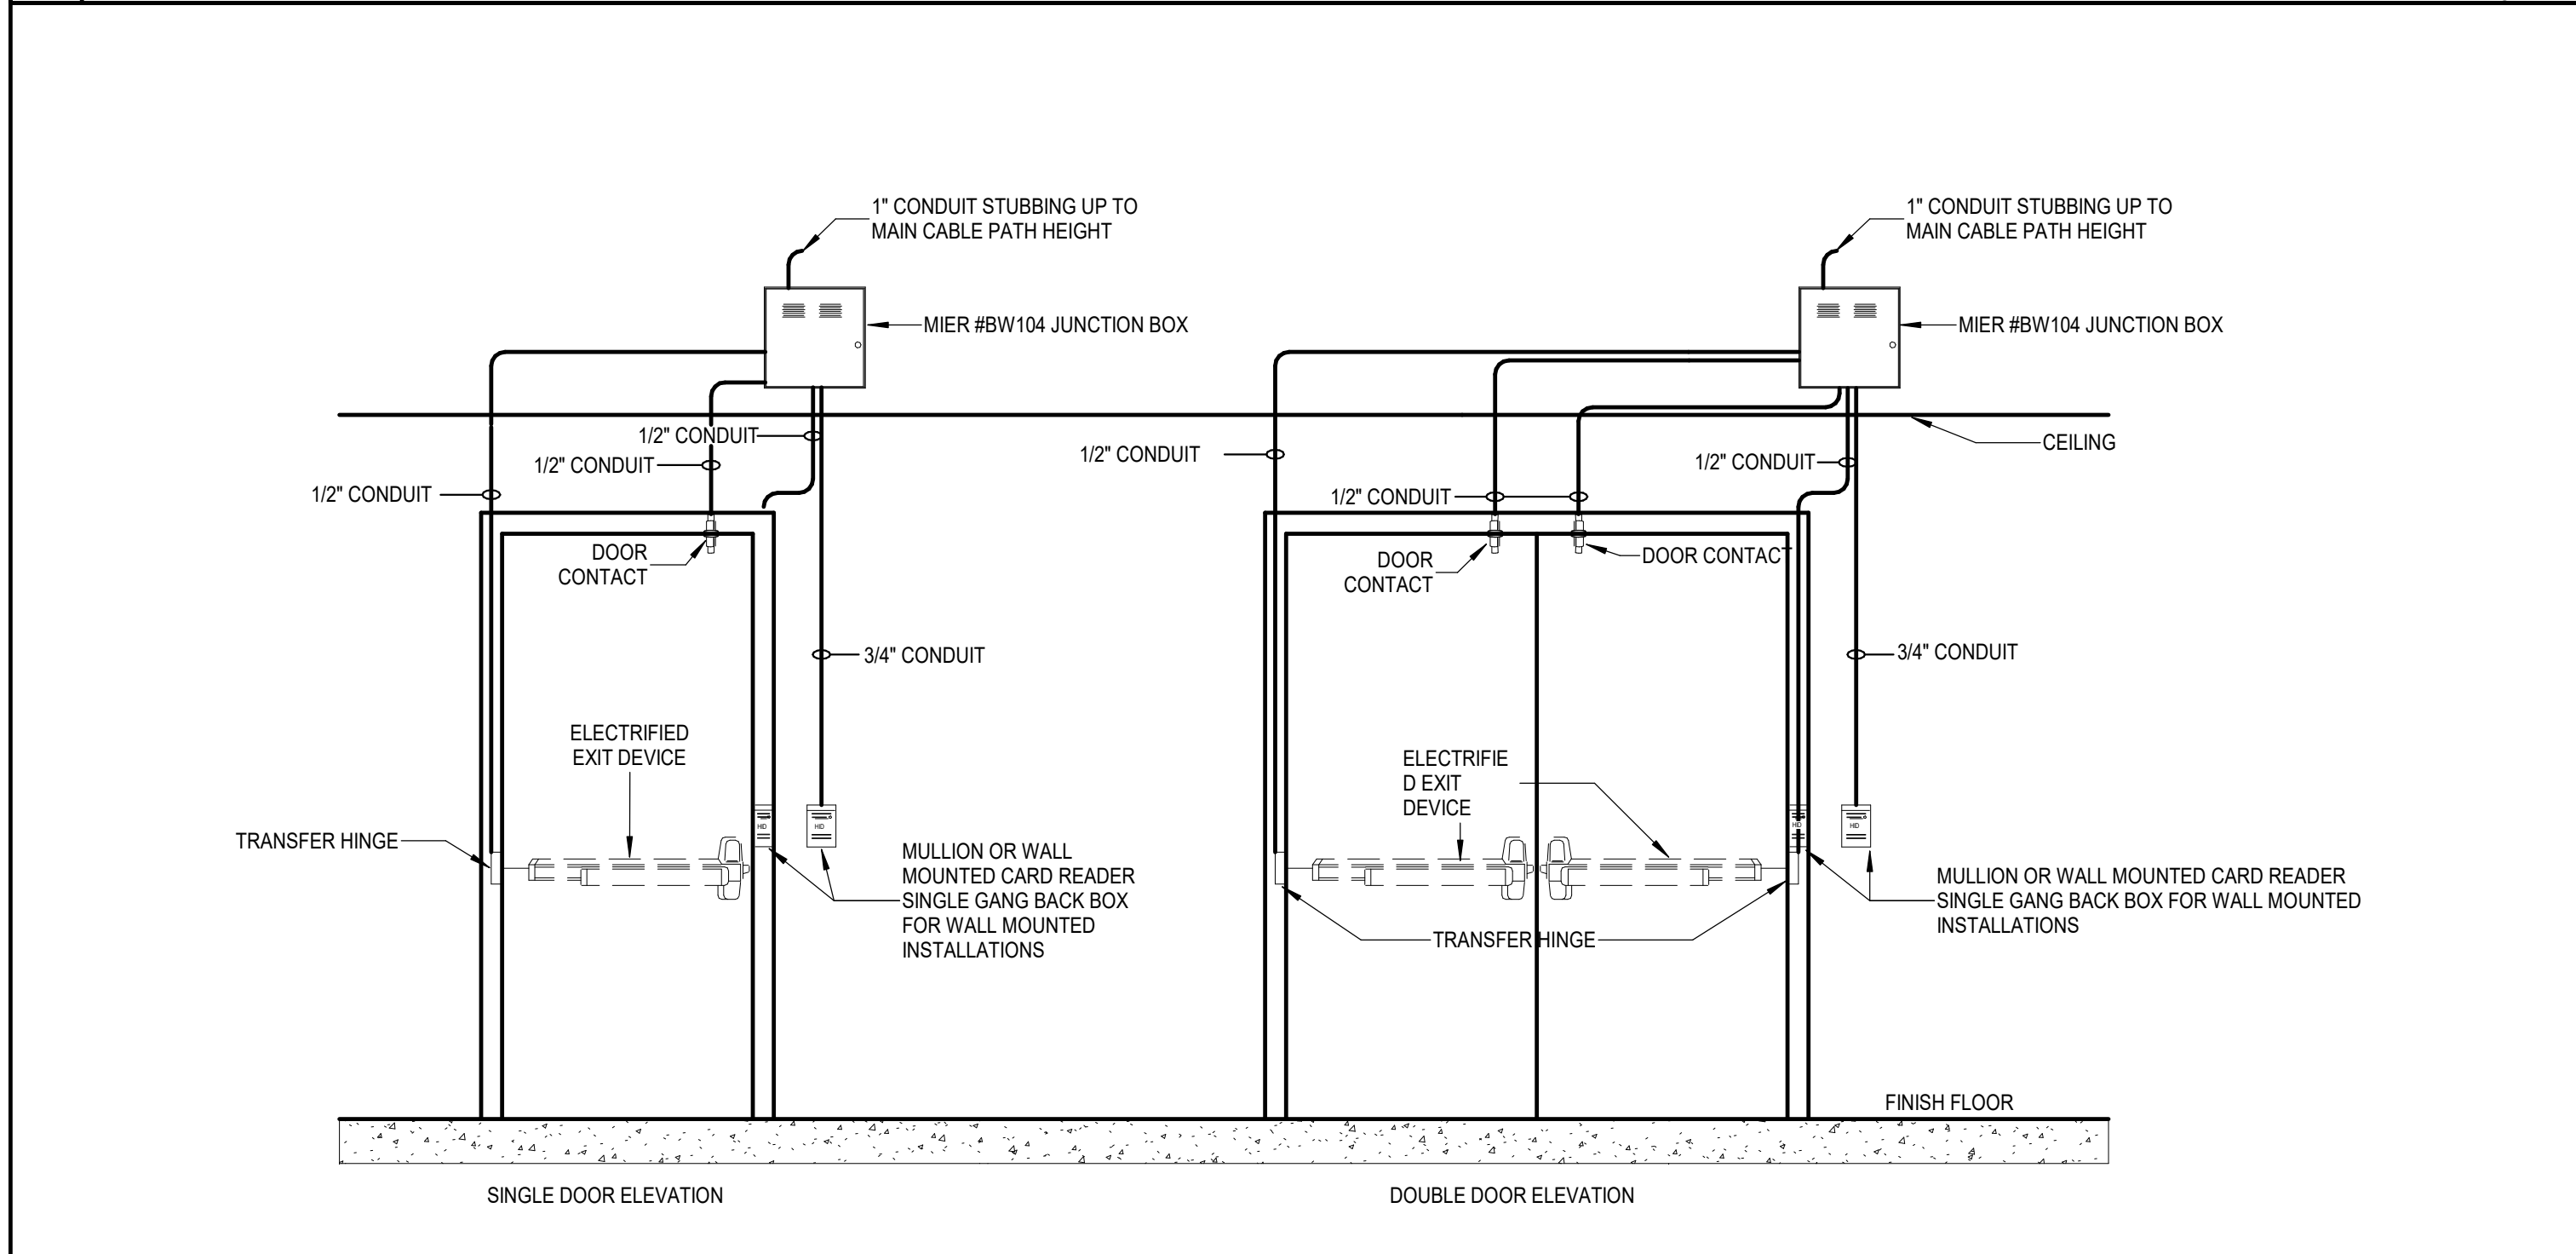 1" CONDUIT STUBBING UP TO
MAIN CABLE PATH HEIGHT
MIER #BW104 JUNCTION BOX
1/2" CONDUIT
1/2" CONDUIT
1/2" CONDUIT
DOOR
CONTACT
3/4" CONDUIT
ELECTRIFIED
EXIT DEVICE
HID
HID
TRANSFER HINGE
MULLION OR WALL
MOUNTED CARD READER
SINGLE GANG BACK BOX
FOR WALL MOUNTED
INSTALLATIONS
SINGLE DOOR ELEVATION
1" CONDUIT STUBBING UP TO
MAIN CABLE PATH HEIGHT
MIER #BW104 JUNCTION BOX
CEILING
1/2" CONDUIT
1/2" CONDUIT
1/2" CONDUIT
DOOR
CONTACT
DOOR CONTACT
3/4" CONDUIT
ELECTRIFIE
D EXIT
DEVICE
HID
HID
MULLION OR WALL MOUNTED CARD READER
SINGLE GANG BACK BOX FOR WALL MOUNTED
INSTALLATIONS
TRANSFER HINGE
FINISH FLOOR
DOUBLE DOOR ELEVATION